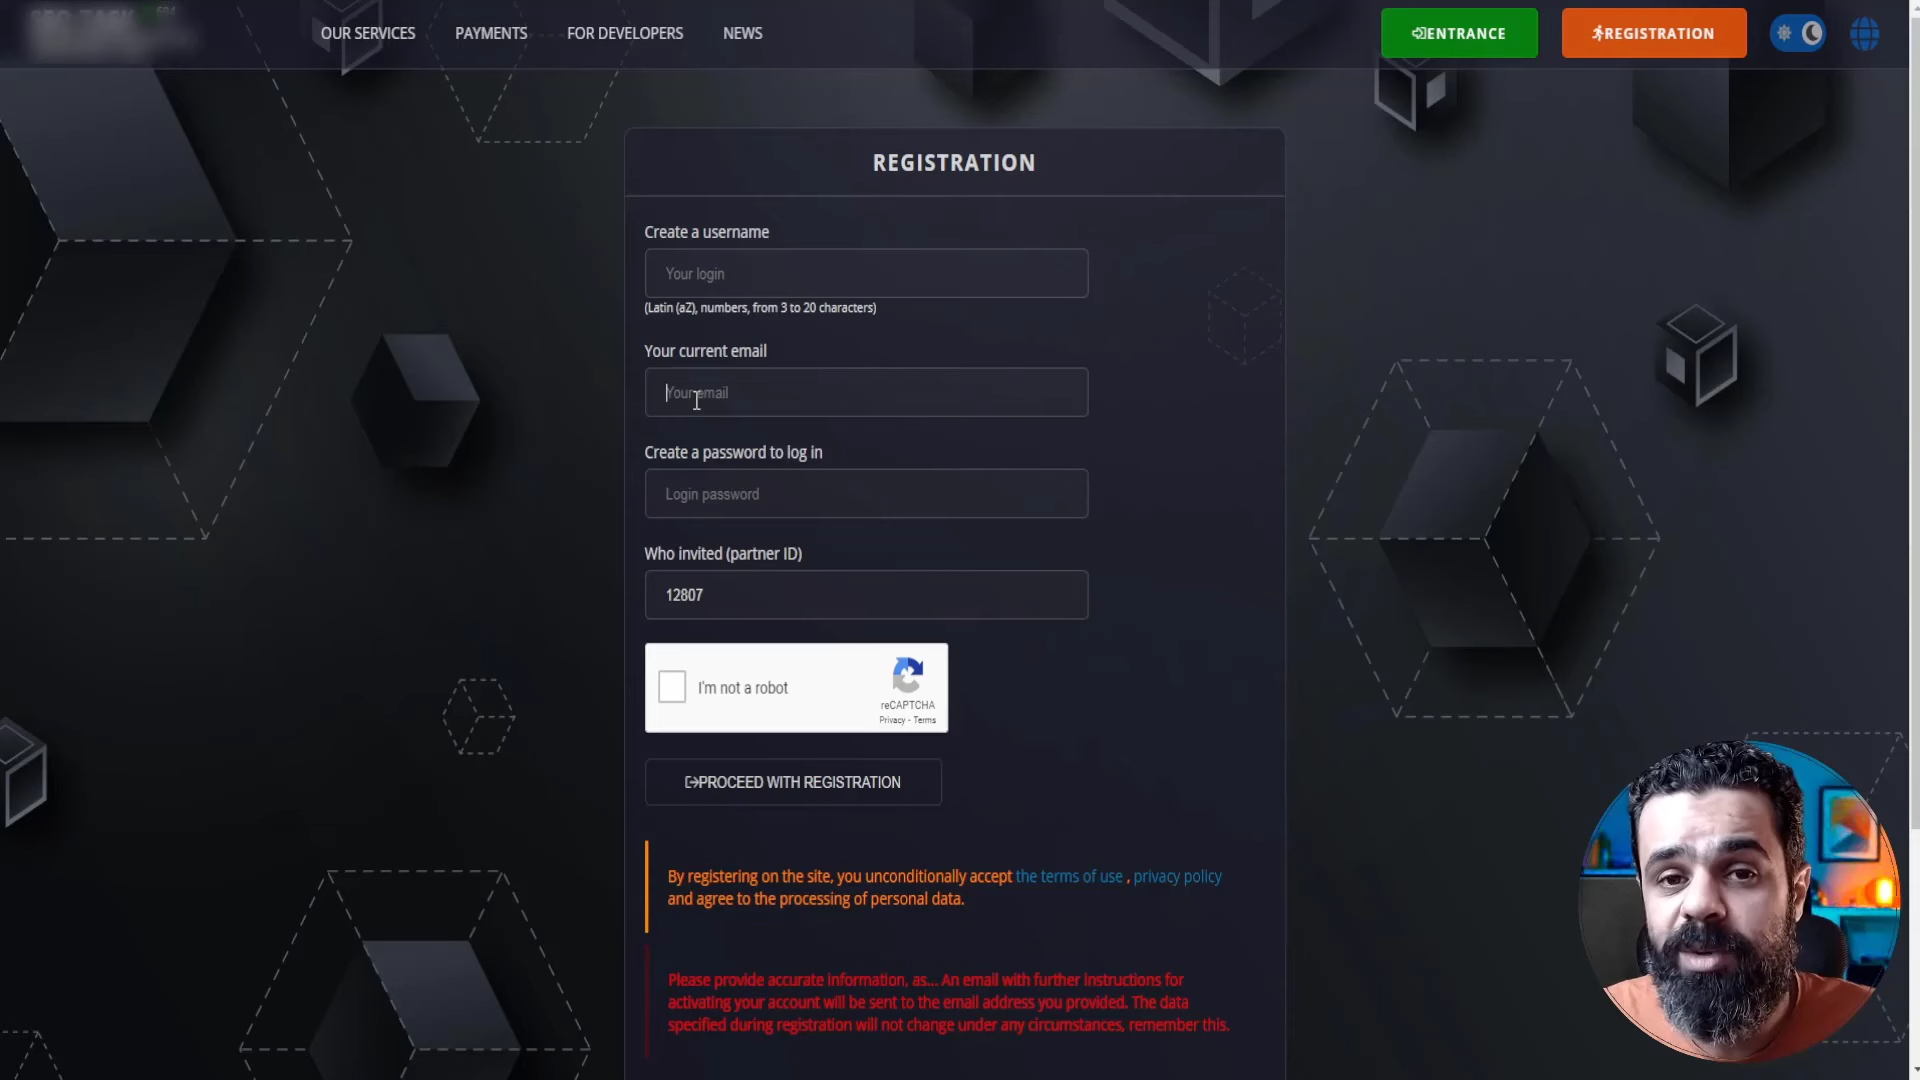 OUR SERVICES
PAYMENTS
FOR DEVELOPERS
NEWS
ENTRANCE
REGISTRATION
REGISTRATION
Create a username
Your login
(Latin (aZ), numbers, from 3 to 20 characters)
Your current email
Your email
Create a password to log in
Login password
Who invited (partner ID)
12807
I'm not a robot
reCAPTCHA
Privacy - Terms
PROCEED WITH REGISTRATION
By registering on the site, you unconditionally accept the terms of use , privacy policy
and agree to the processing of personal data.
Please provide accurate information, as... An email with further instructions for
activating your account will be sent to the email address you provided. The data
specified during registration will not change under any circumstances, remember this.